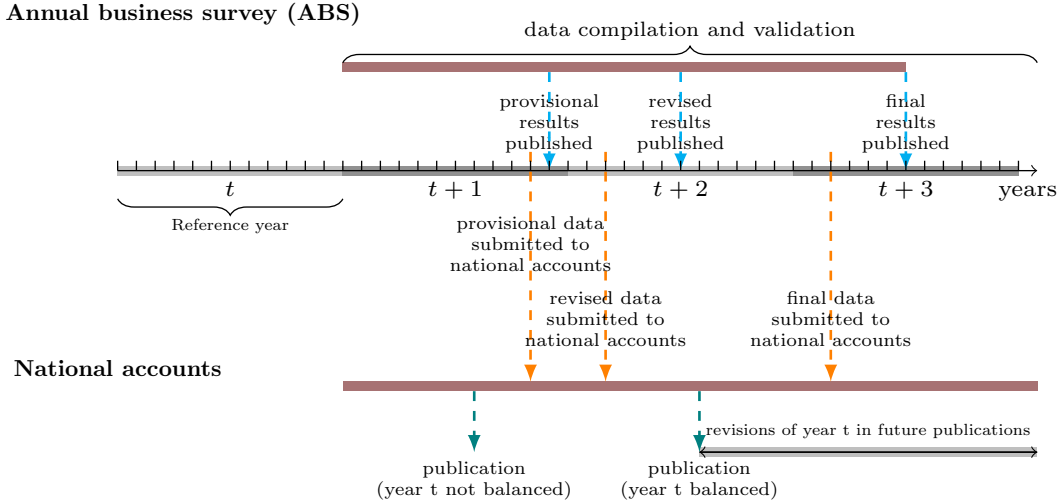 Annual business survey (ABS)
data compilation and validation
provisional
results
published
revised
results
published
final
results
published
t
t + 1
t + 2
t + 3
years
Reference year
provisional data
submitted to
national accounts
revised data
submitted to
national accounts
final data
submitted to
national accounts
National accounts
revisions of year t in future publications
publication
(year t not balanced)
publication
(year t balanced)